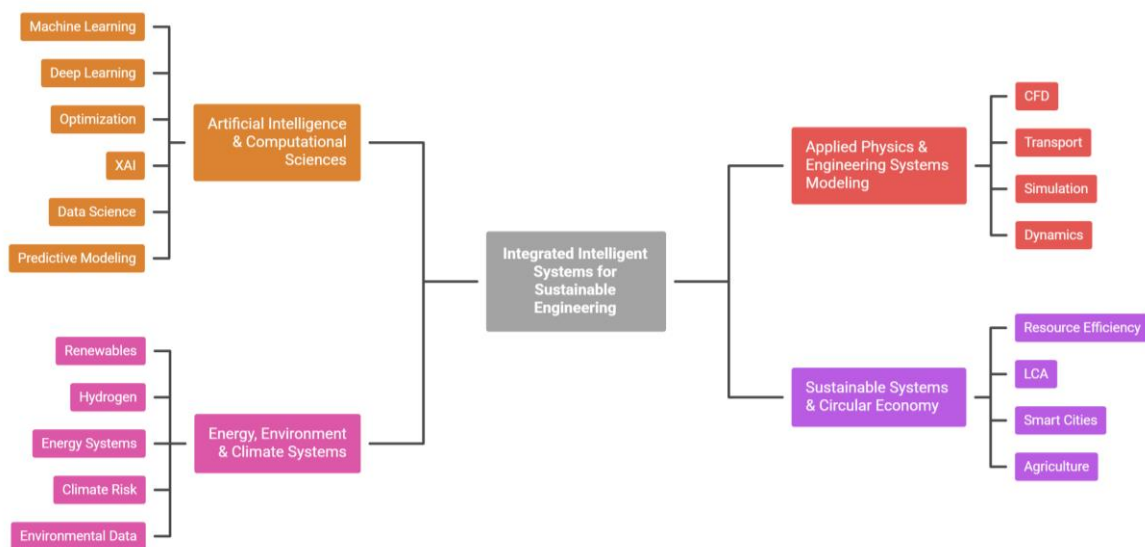 Machine Learning
Deep Learning
Optimization
XAI
Data Science
Predictive Modeling
Artificial Intelligence
& Computational
Sciences
Renewables
Hydrogen
Energy Systems
Climate Risk
Environmental Data
Energy, Environment
& Climate Systems
Integrated Intelligent
Systems for
Sustainable
Engineering
Applied Physics &
Engineering Systems
Modeling
CFD
Transport
Simulation
Dynamics
Sustainable Systems
& Circular Economy
Resource Efficiency
LCA
Smart Cities
Agriculture